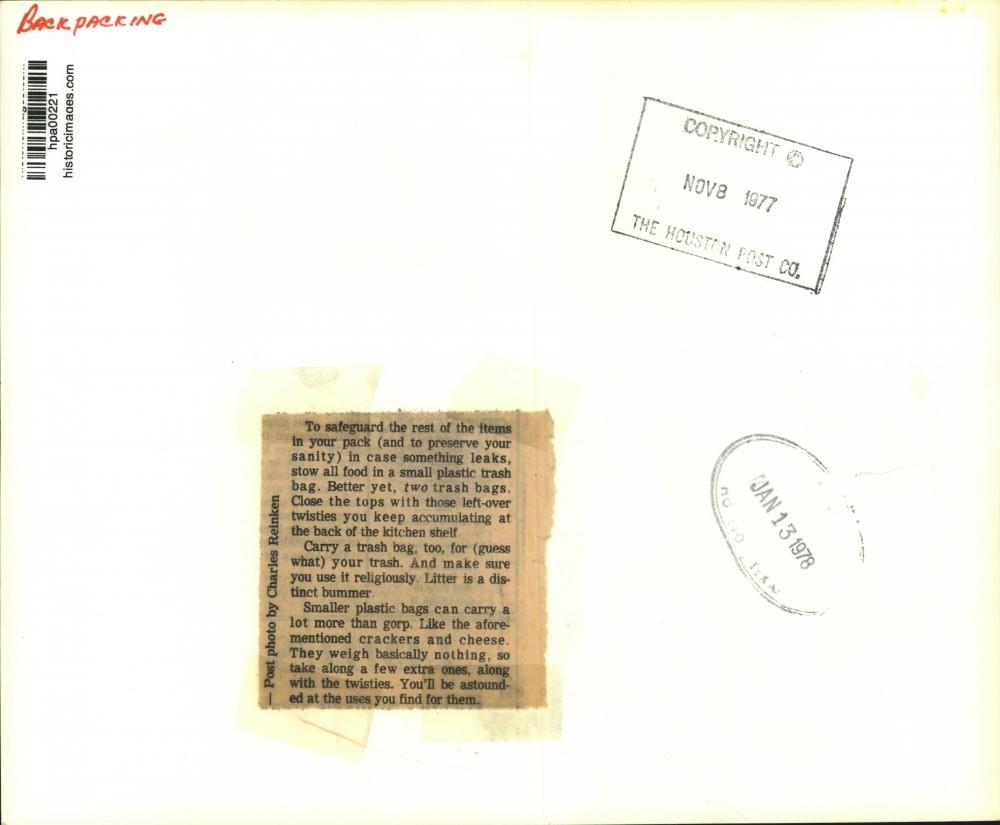 BACKPACKING
hpa00221
historicimages.com
COPYRIGHT ©
NOV8 1977
THE HOUSTON POST CO.
To safeguard the rest of the items
in your pack (and to preserve your
sanity) in case something leaks,
stow all food in a small plastic trash
bag. Better yet, two trash bags.
Close the tops with those left-over
twisties you keep accumulating at
the back of the kitchen shelf.
Carry a trash bag, too, for (guess
what) your trash. And make sure
you use it religiously. Litter is a dis-
tinct bummer.
Smaller plastic bags can carry a
lot more than gorp. Like the afore-
mentioned crackers and cheese.
They weigh basically nothing, so
take along a few extra ones, along
with the twisties. You'll be astound-
ed at the uses you find for them.
— Post photo by Charles Reinken
JAN 13 1978